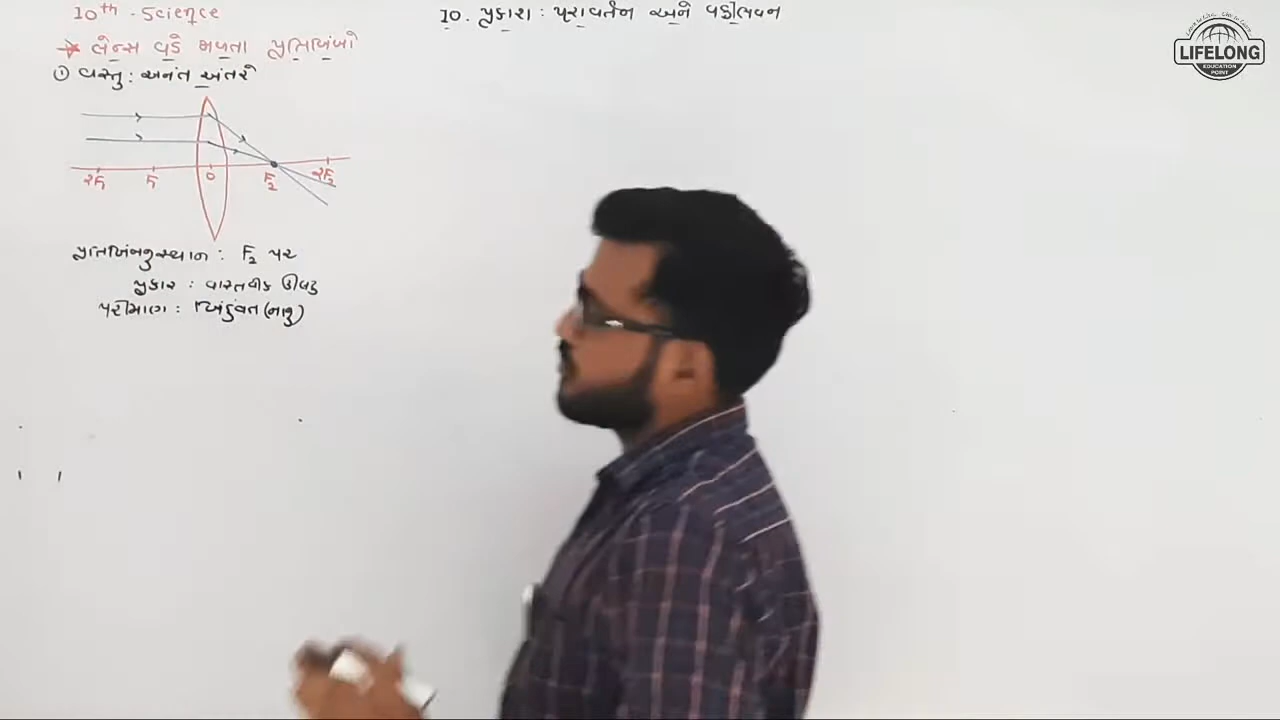 10th - Science
10. પ્રકાશ : પરાવર્તન અને વક્રીભવન
* લેન્સ વડે મળતા પ્રતિબિંબો
① વસ્તુ : અનંત અંતરે
2F₁ F₁ O F₂ 2F₂
પ્રતિબિંબનુ સ્થાન : F₂ પર
પ્રકાર : વાસ્તવીક ઊલટુ
પરીમાણ : બિંદુવત (નાનુ)
LIFELONG
EDUCATION
POINT